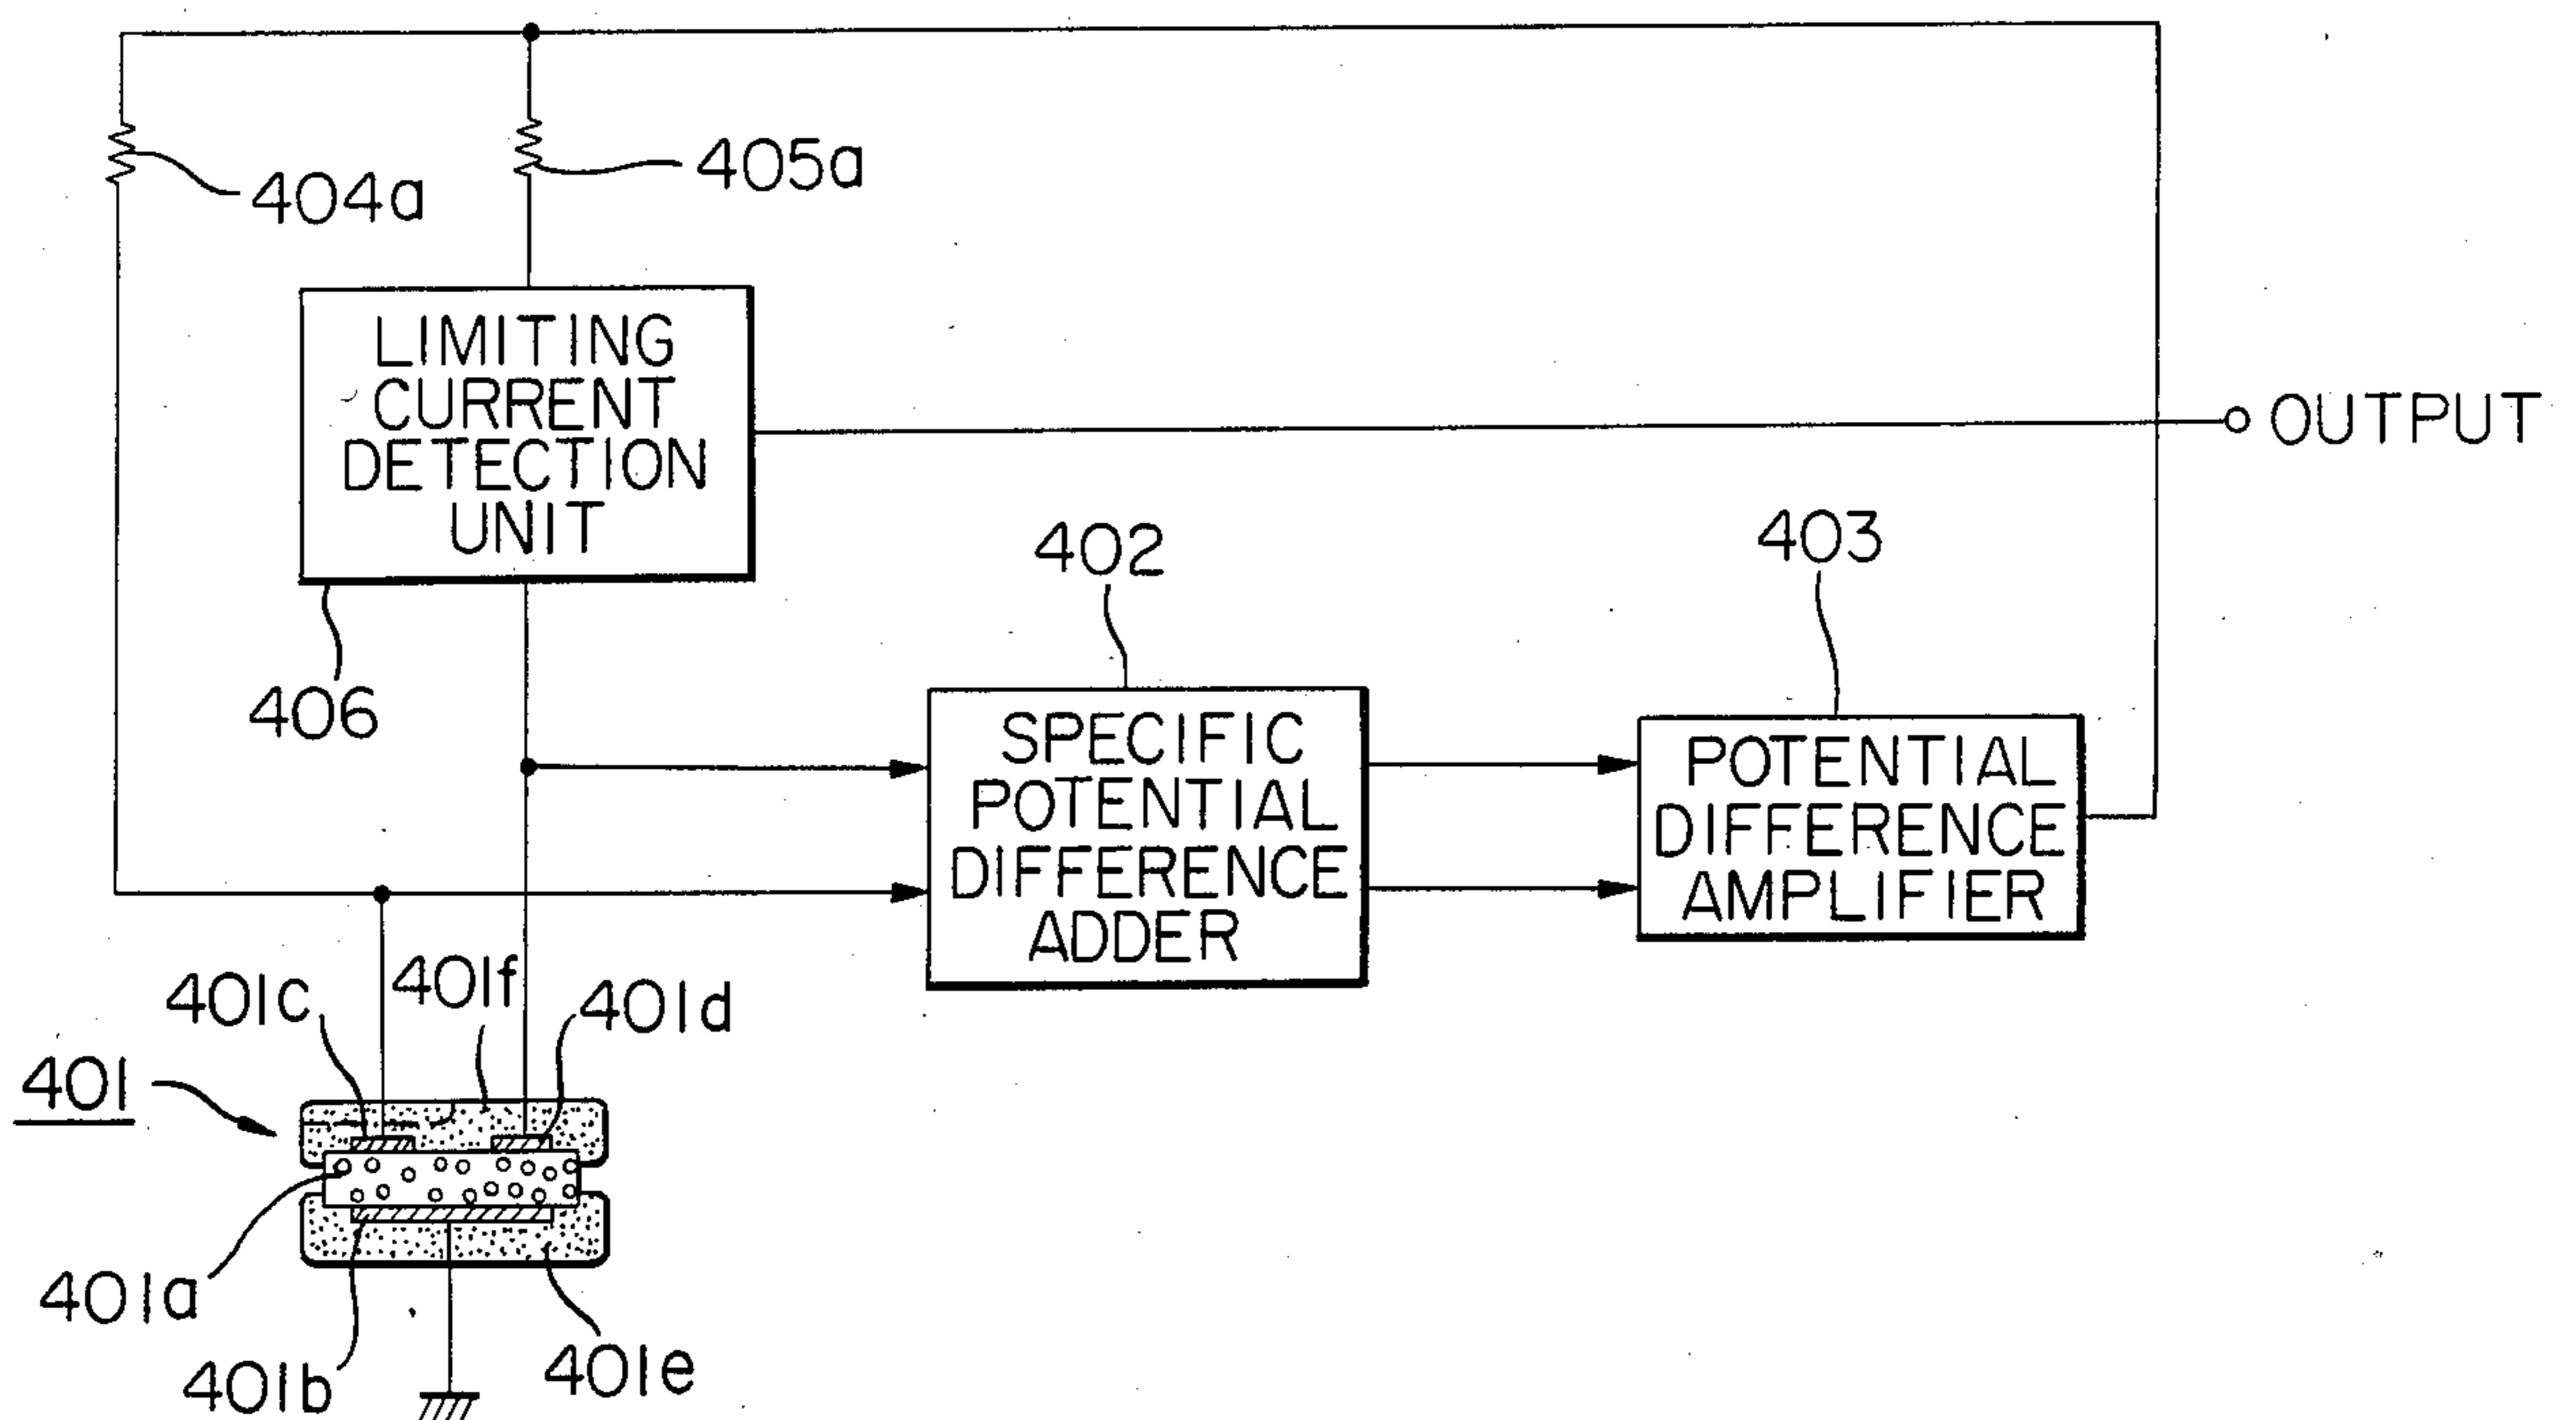 404a
405a
LIMITING
CURRENT
DETECTION
UNIT
OUTPUT
402
403
406
SPECIFIC
POTENTIAL
DIFFERENCE
ADDER
POTENTIAL
DIFFERENCE
AMPLIFIER
401c
401f
401d
401
401a
401b
401e